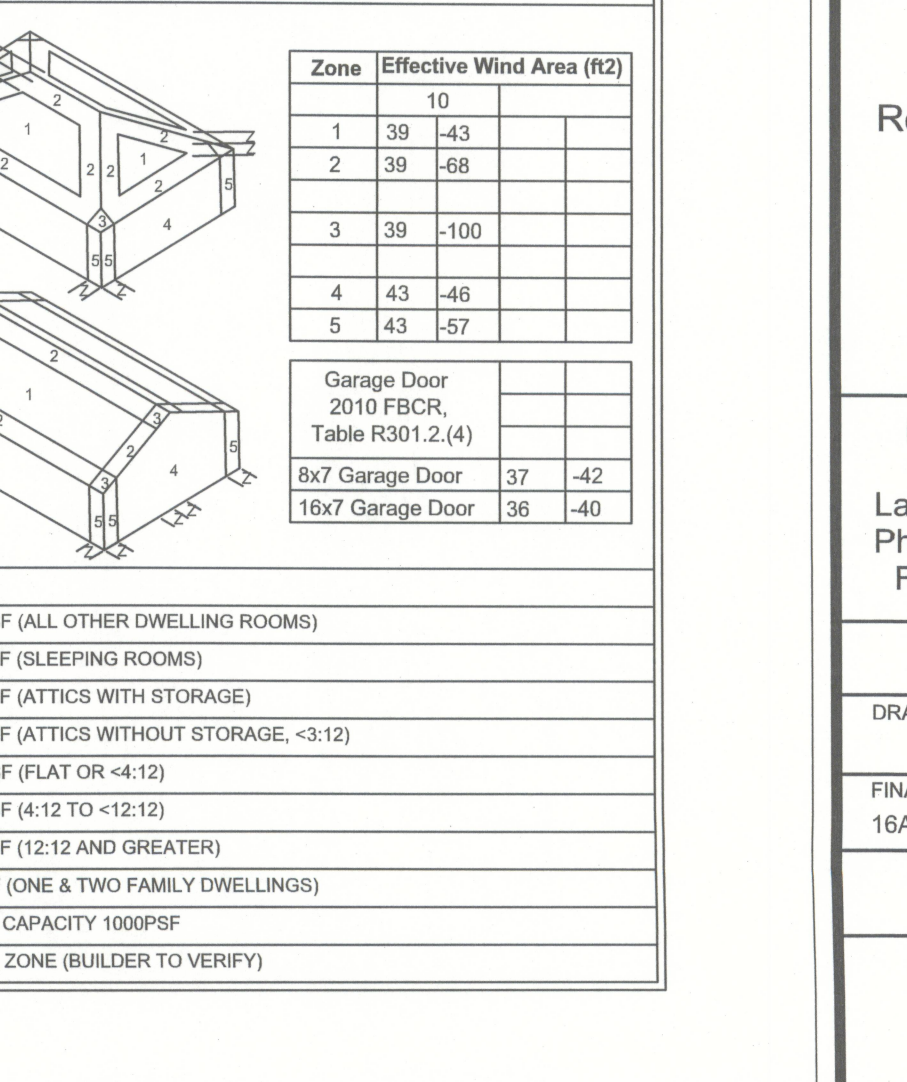 Zone Effective Wind Area (ft2)
10
1 39 -43
2 39 -68
3 39 -100
4 43 -46
5 43 -57
Garage Door
2010 FBCR,
Table R301.2.(4)
8x7 Garage Door 37 -42
16x7 Garage Door 36 -40
2
1
2
2
2
2
1
2
5
3
4
5
5
Z
Z
Z
Z
2
1
2
3
2
3
4
5
5
5
Z
Z
Z
Z
Z
F (ALL OTHER DWELLING ROOMS)
F (SLEEPING ROOMS)
F (ATTICS WITH STORAGE)
F (ATTICS WITHOUT STORAGE, <3:12)
F (FLAT OR <4:12)
F (4:12 TO <12:12)
F (12:12 AND GREATER)
(ONE & TWO FAMILY DWELLINGS)
CAPACITY 1000PSF
ZONE (BUILDER TO VERIFY)
La
Ph
DRA
FINA
16A